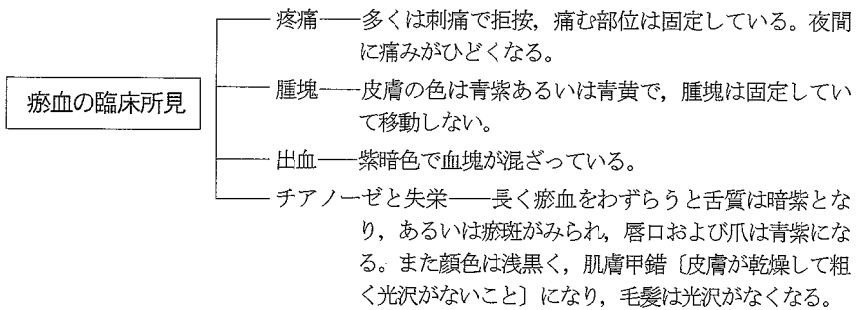 疼痛──多くは刺痛で拒按，痛む部位は固定している。夜間
に痛みがひどくなる。
瘀血の臨床所見
腫塊──皮膚の色は青紫あるいは青黄で，腫塊は固定してい
て移動しない。
出血──紫暗色で血塊が混ざっている。
チアノーゼと失栄──長く瘀血をわずらうと舌質は暗紫とな
り，あるいは瘀斑がみられ，唇口および爪は青紫にな
る。また顔色は浅黒く，肌膚甲錯〔皮膚が乾燥して粗
く光沢がないこと〕になり，毛髪は光沢がなくなる。